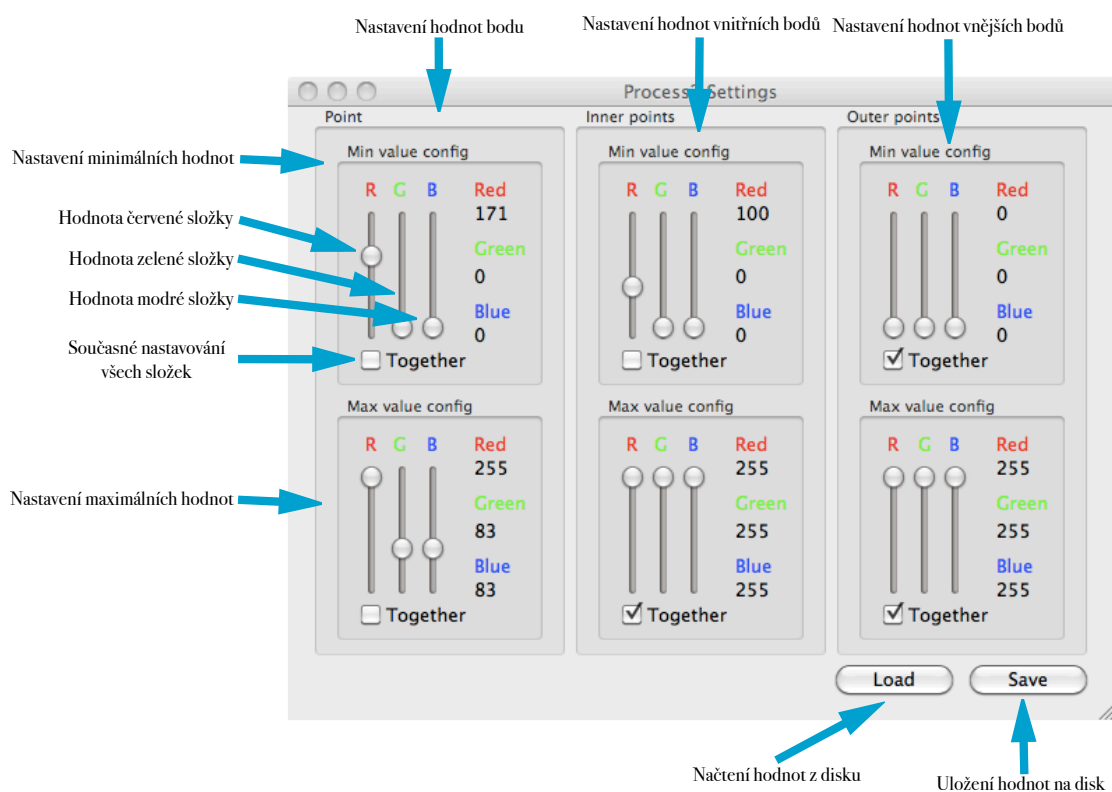 Nastavení hodnot bodu
Nastavení hodnot vnitřních bodů
Nastavení hodnot vnějších bodů
Settings
Point
Inner points
Outer points
Nastavení minimálních hodnot
Hodnota červené složky
Hodnota zelené složky
Hodnota modré složky
Současné nastavování
všech složek
Nastavení maximálních hodnot
Min value config
R G B Red
171
Green
0
Blue
0
Together
Max value config
R G B Red
255
Green
83
Blue
83
Together
Min value config
R G B Red
100
Green
0
Blue
0
Together
Max value config
R G B Red
255
Green
255
Blue
255
Together
Min value config
R G B Red
0
Green
0
Blue
0
Together
Max value config
R G B Red
255
Green
255
Blue
255
Together
Load
Save
Načtení hodnot z disku
Uložení hodnot na disk